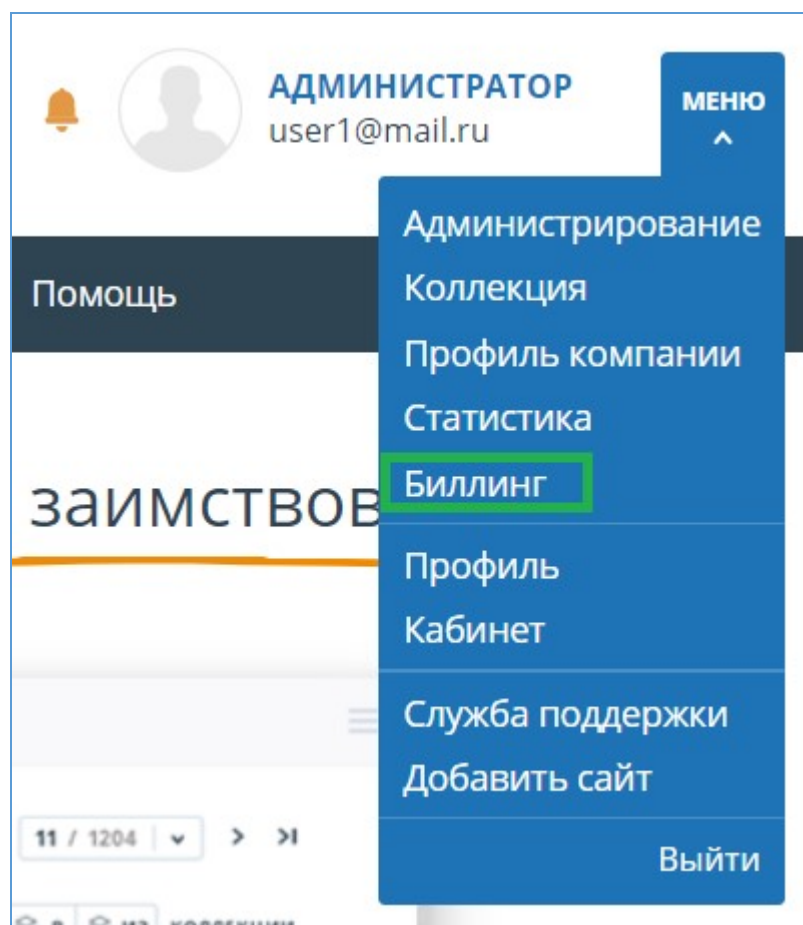 АДМИНИСТРАТОР
user1@mail.ru
МЕНЮ
Администрирование
Помощь
Коллекция
Профиль компании
Статистика
заимствов
Биллинг
Профиль
Кабинет
Служба поддержки
Добавить сайт
11 / 1204
Выйти